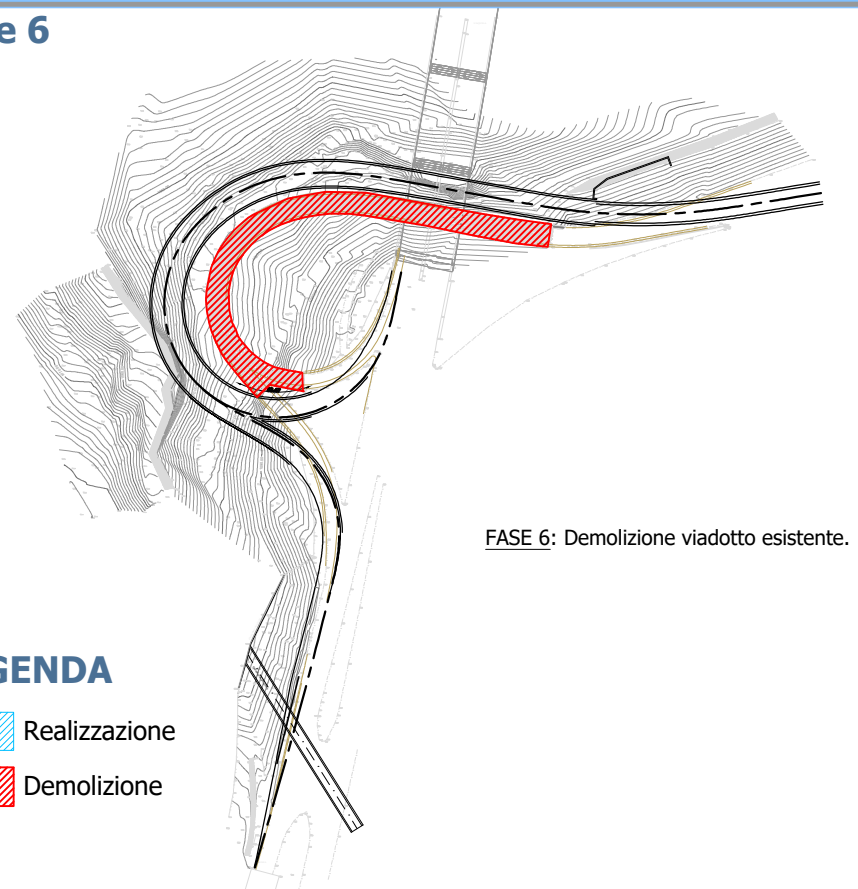 e 6
FASE 6: Demolizione viadotto esistente.
GENDA
Realizzazione
Demolizione